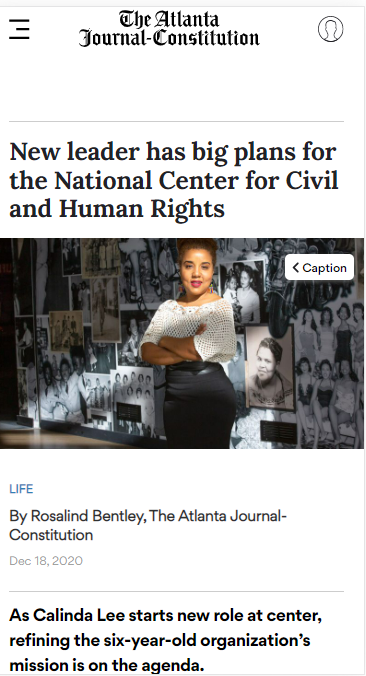 The Atlanta
Journal-Constitution
New leader has big plans for
the National Center for Civil
and Human Rights
Caption
LIFE
By Rosalind Bentley, The Atlanta Journal-
Constitution
Dec 18, 2020
As Calinda Lee starts new role at center,
refining the six-year-old organization's
mission is on the agenda.